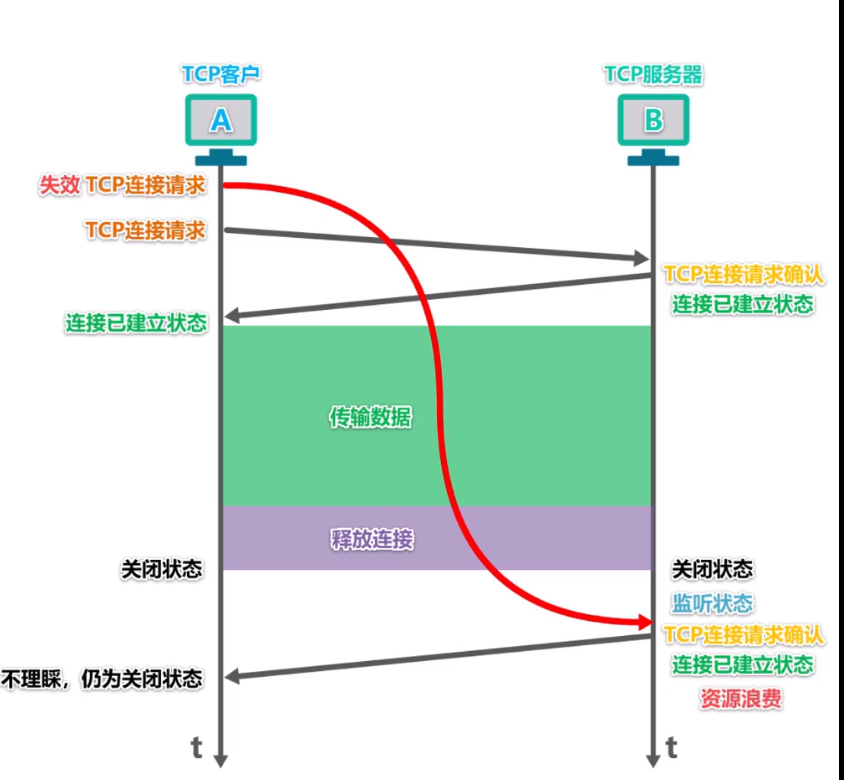 TCP客户
TCP服务器
A
B
失效 TCP连接请求
TCP连接请求
TCP连接请求确认
连接已建立状态
连接已建立状态
传输数据
释放连接
关闭状态
关闭状态
监听状态
TCP连接请求确认
连接已建立状态
不理睬，仍为关闭状态
资源浪费
t
t